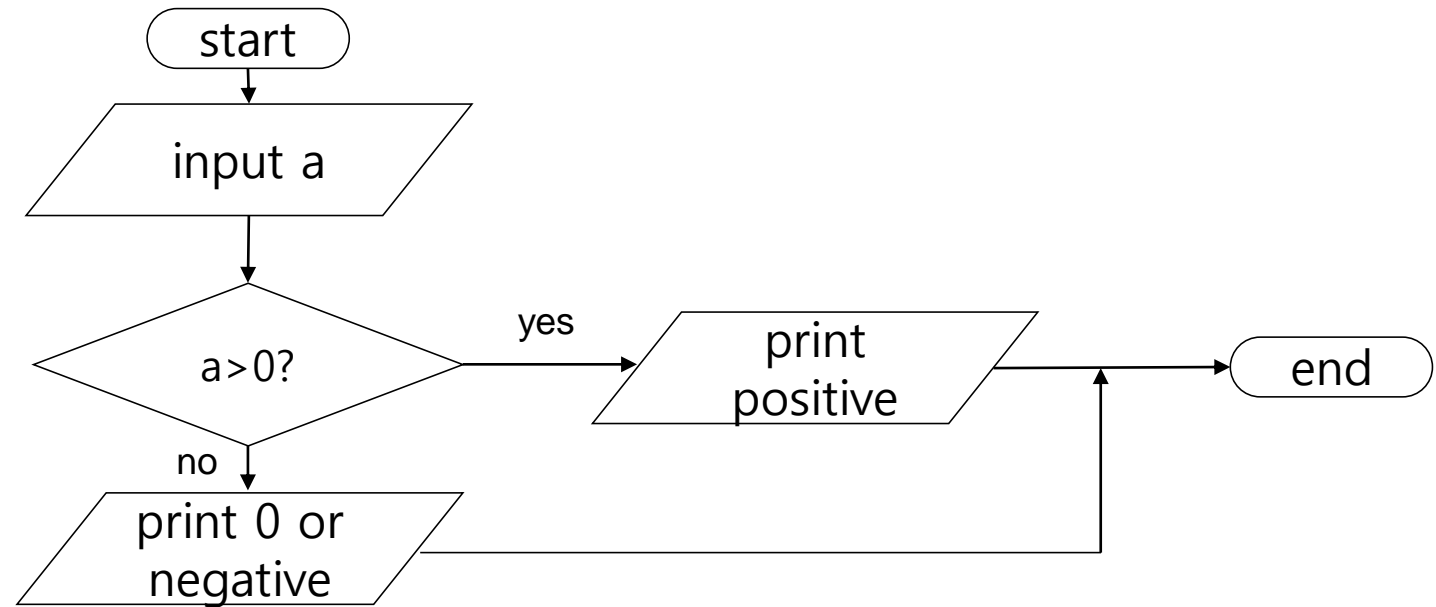 start
input a
a>0?
yes
print
positive
end
no
print 0 or
negative